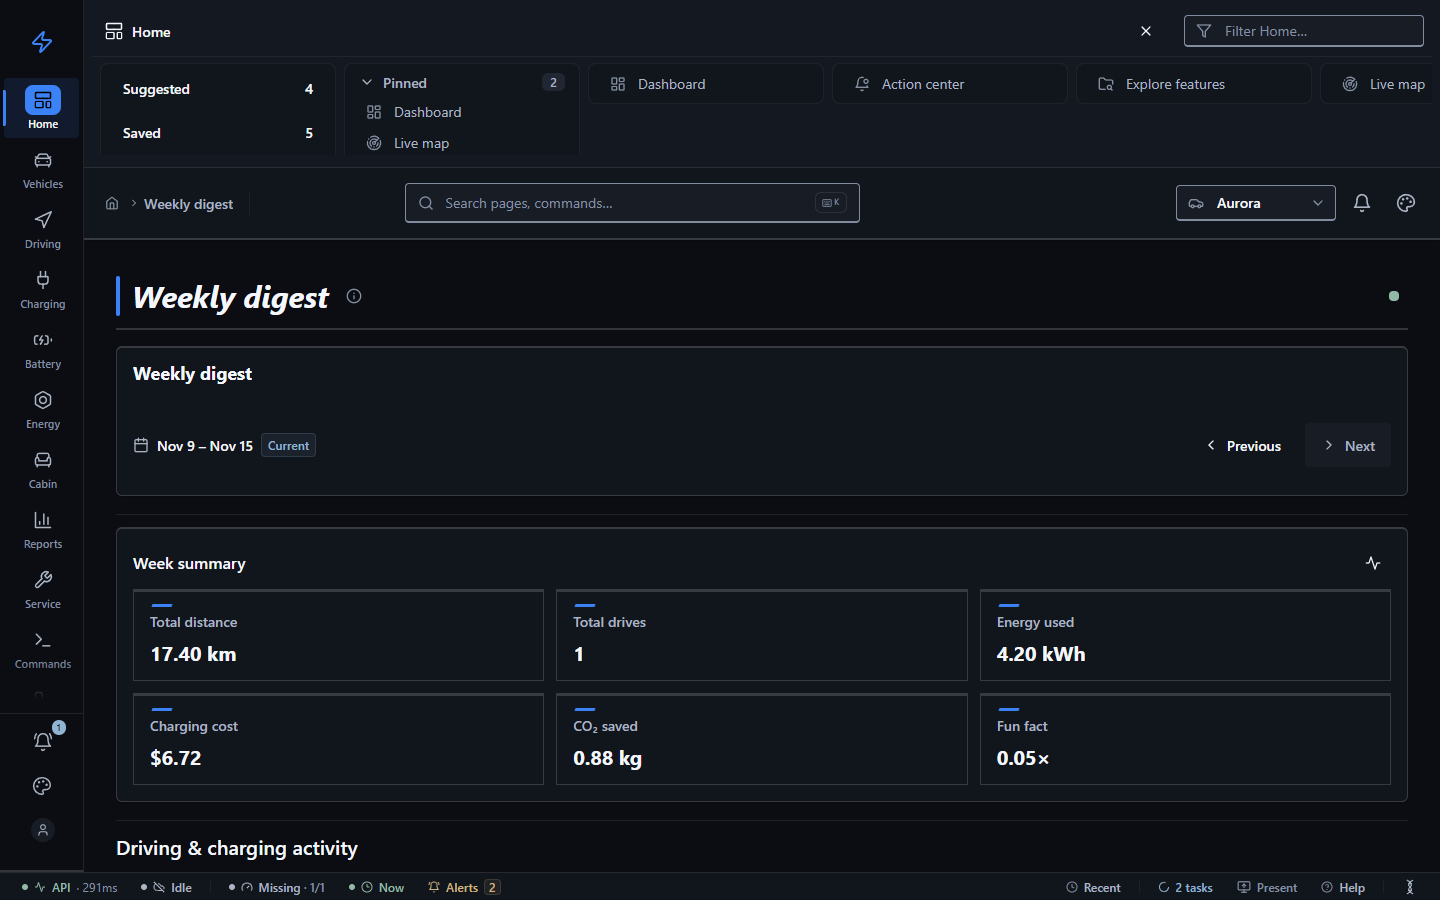 Home
Vehicles
Driving
Charging
Battery
Energy
Cabin
Reports
Service
Commands
1
Home
Filter Home...
Suggested 4
Saved 5
Pinned 2
Dashboard
Live map
Dashboard
Action center
Explore features
Live map
Weekly digest
Search pages, commands...
K
Aurora
Weekly digest
Weekly digest
Nov 9 – Nov 15 Current
Previous
Next
Week summary
Total distance
17.40 km
Total drives
1
Energy used
4.20 kWh
Charging cost
$6.72
CO₂ saved
0.88 kg
Fun fact
0.05×
Driving & charging activity
API · 291ms
Idle
Missing · 1/1
Now
Alerts 2
Recent
2 tasks
Present
Help